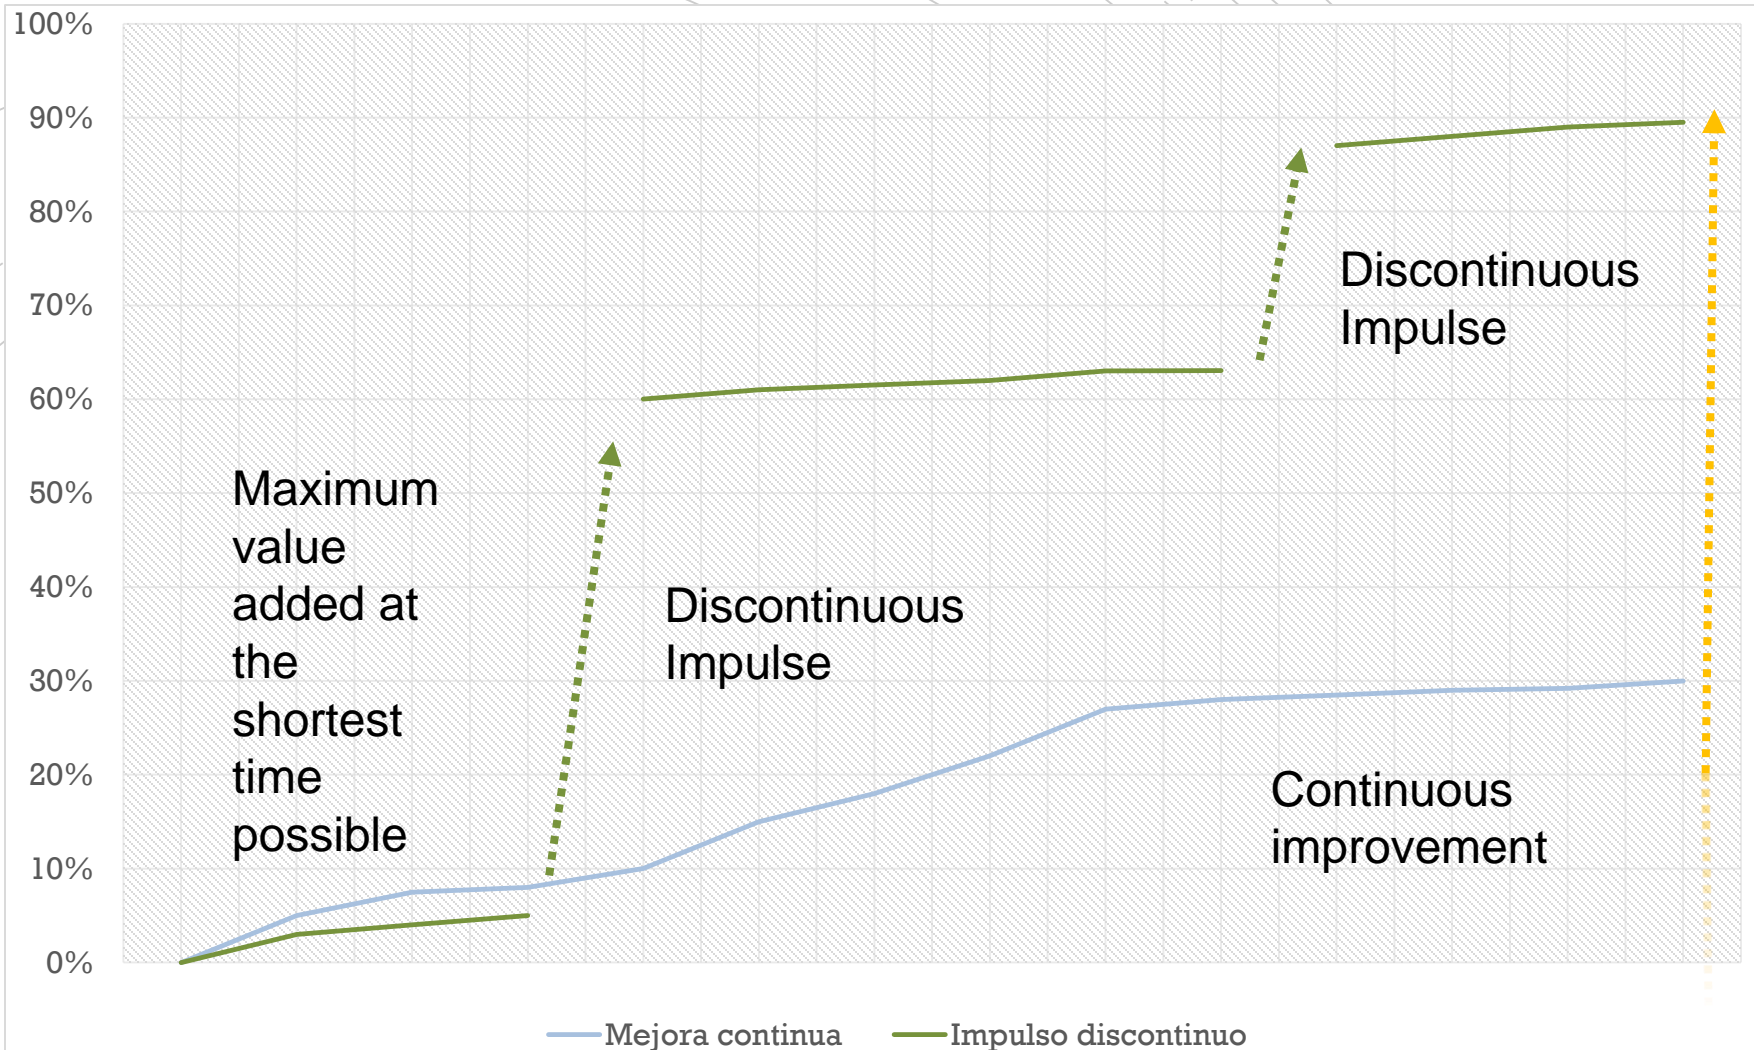 100%
90%
80%
70%
60%
50%
40%
30%
20%
10%
0%
Maximum
value
added at
the
shortest
time
possible
Discontinuous
Impulse
Discontinuous
Impulse
Continuous
improvement
Mejora continua
Impulso discontinuo